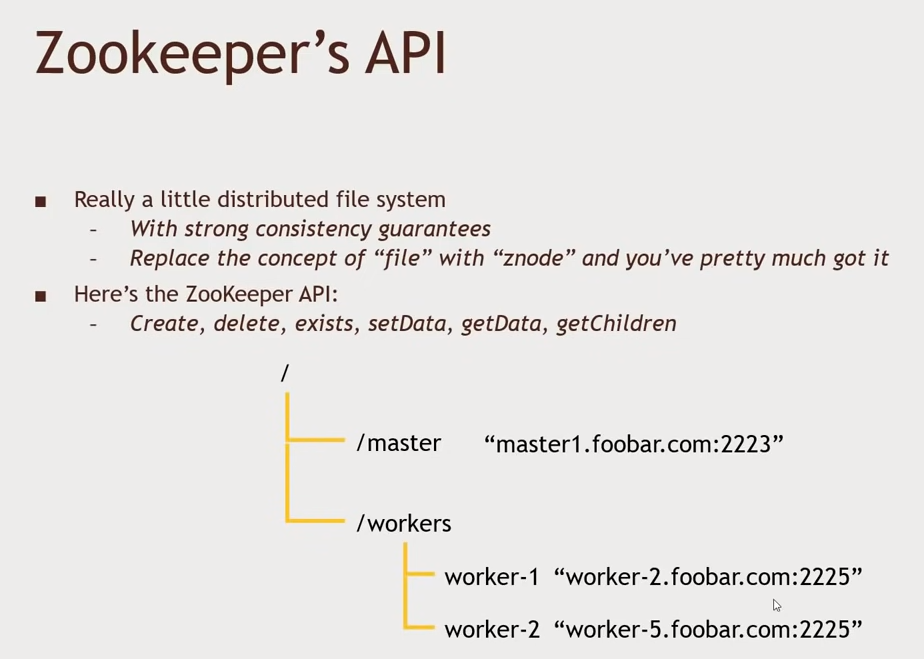 Zookeeper's API
■ Really a little distributed file system
– With strong consistency guarantees
– Replace the concept of “file” with “znode” and you've pretty much got it
■ Here's the ZooKeeper API:
– Create, delete, exists, setData, getData, getChildren
/
/master “master1.foobar.com:2223”
/workers
worker-1 “worker-2.foobar.com:2225”
worker-2 “worker-5.foobar.com:2225”